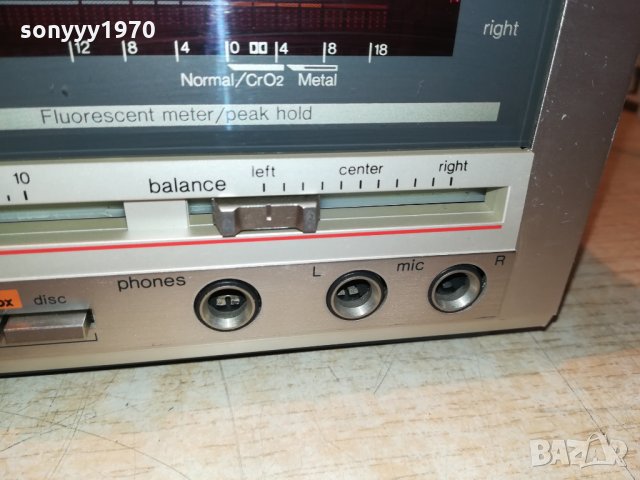 sonyyy1970
right
12 8 4 0 4 8 18
Normal/CrO2 Metal
Fluorescent meter/peak hold
10 balance left center right
phones L mic R
ox disc
BAZAR